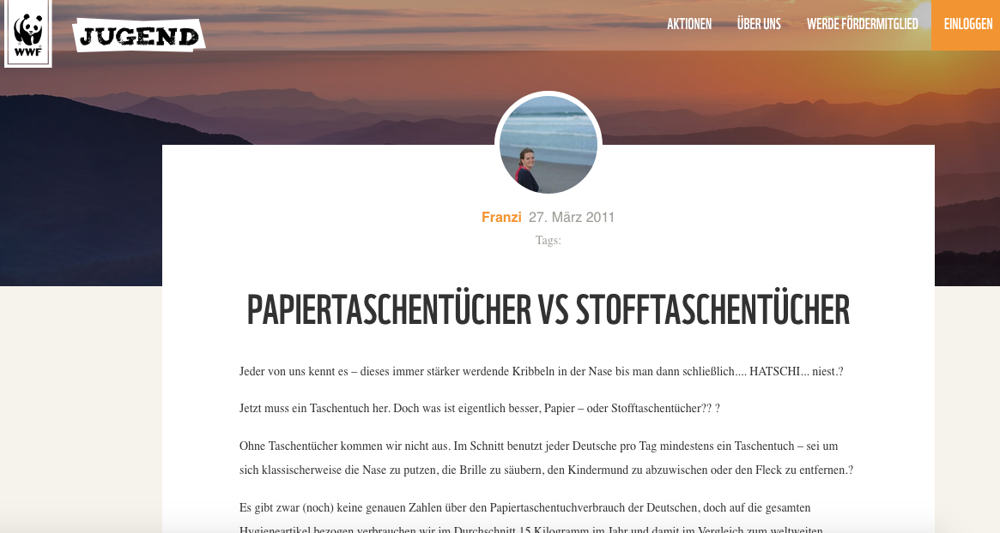 WWF
JUGEND
AKTIONEN
ÜBER UNS
WERDE FÖRDERMITGLIED
EINLOGGEN
Franzi 27. März 2011
Tags:
PAPIERTASCHENTÜCHER VS STOFFTASCHENTÜCHER
Jeder von uns kennt es – dieses immer stärker werdende Kribbeln in der Nase bis man dann schließlich.... HATSCHI... niest.?
Jetzt muss ein Taschentuch her. Doch was ist eigentlich besser, Papier – oder Stofftaschentücher?? ?
Ohne Taschentücher kommen wir nicht aus. Im Schnitt benutzt jeder Deutsche pro Tag mindestens ein Taschentuch – sei um
sich klassischerweise die Nase zu putzen, die Brille zu säubern, den Kindermund zu abzuwischen oder den Fleck zu entfernen.?
Es gibt zwar (noch) keine genauen Zahlen über den Papiertaschentuchverbrauch der Deutschen, doch auf die gesamten
Hygieneartikel bezogen verbrauchen wir im Durchschnitt 15 Kilogramm im Jahr und damit im Vergleich zum weltweiten